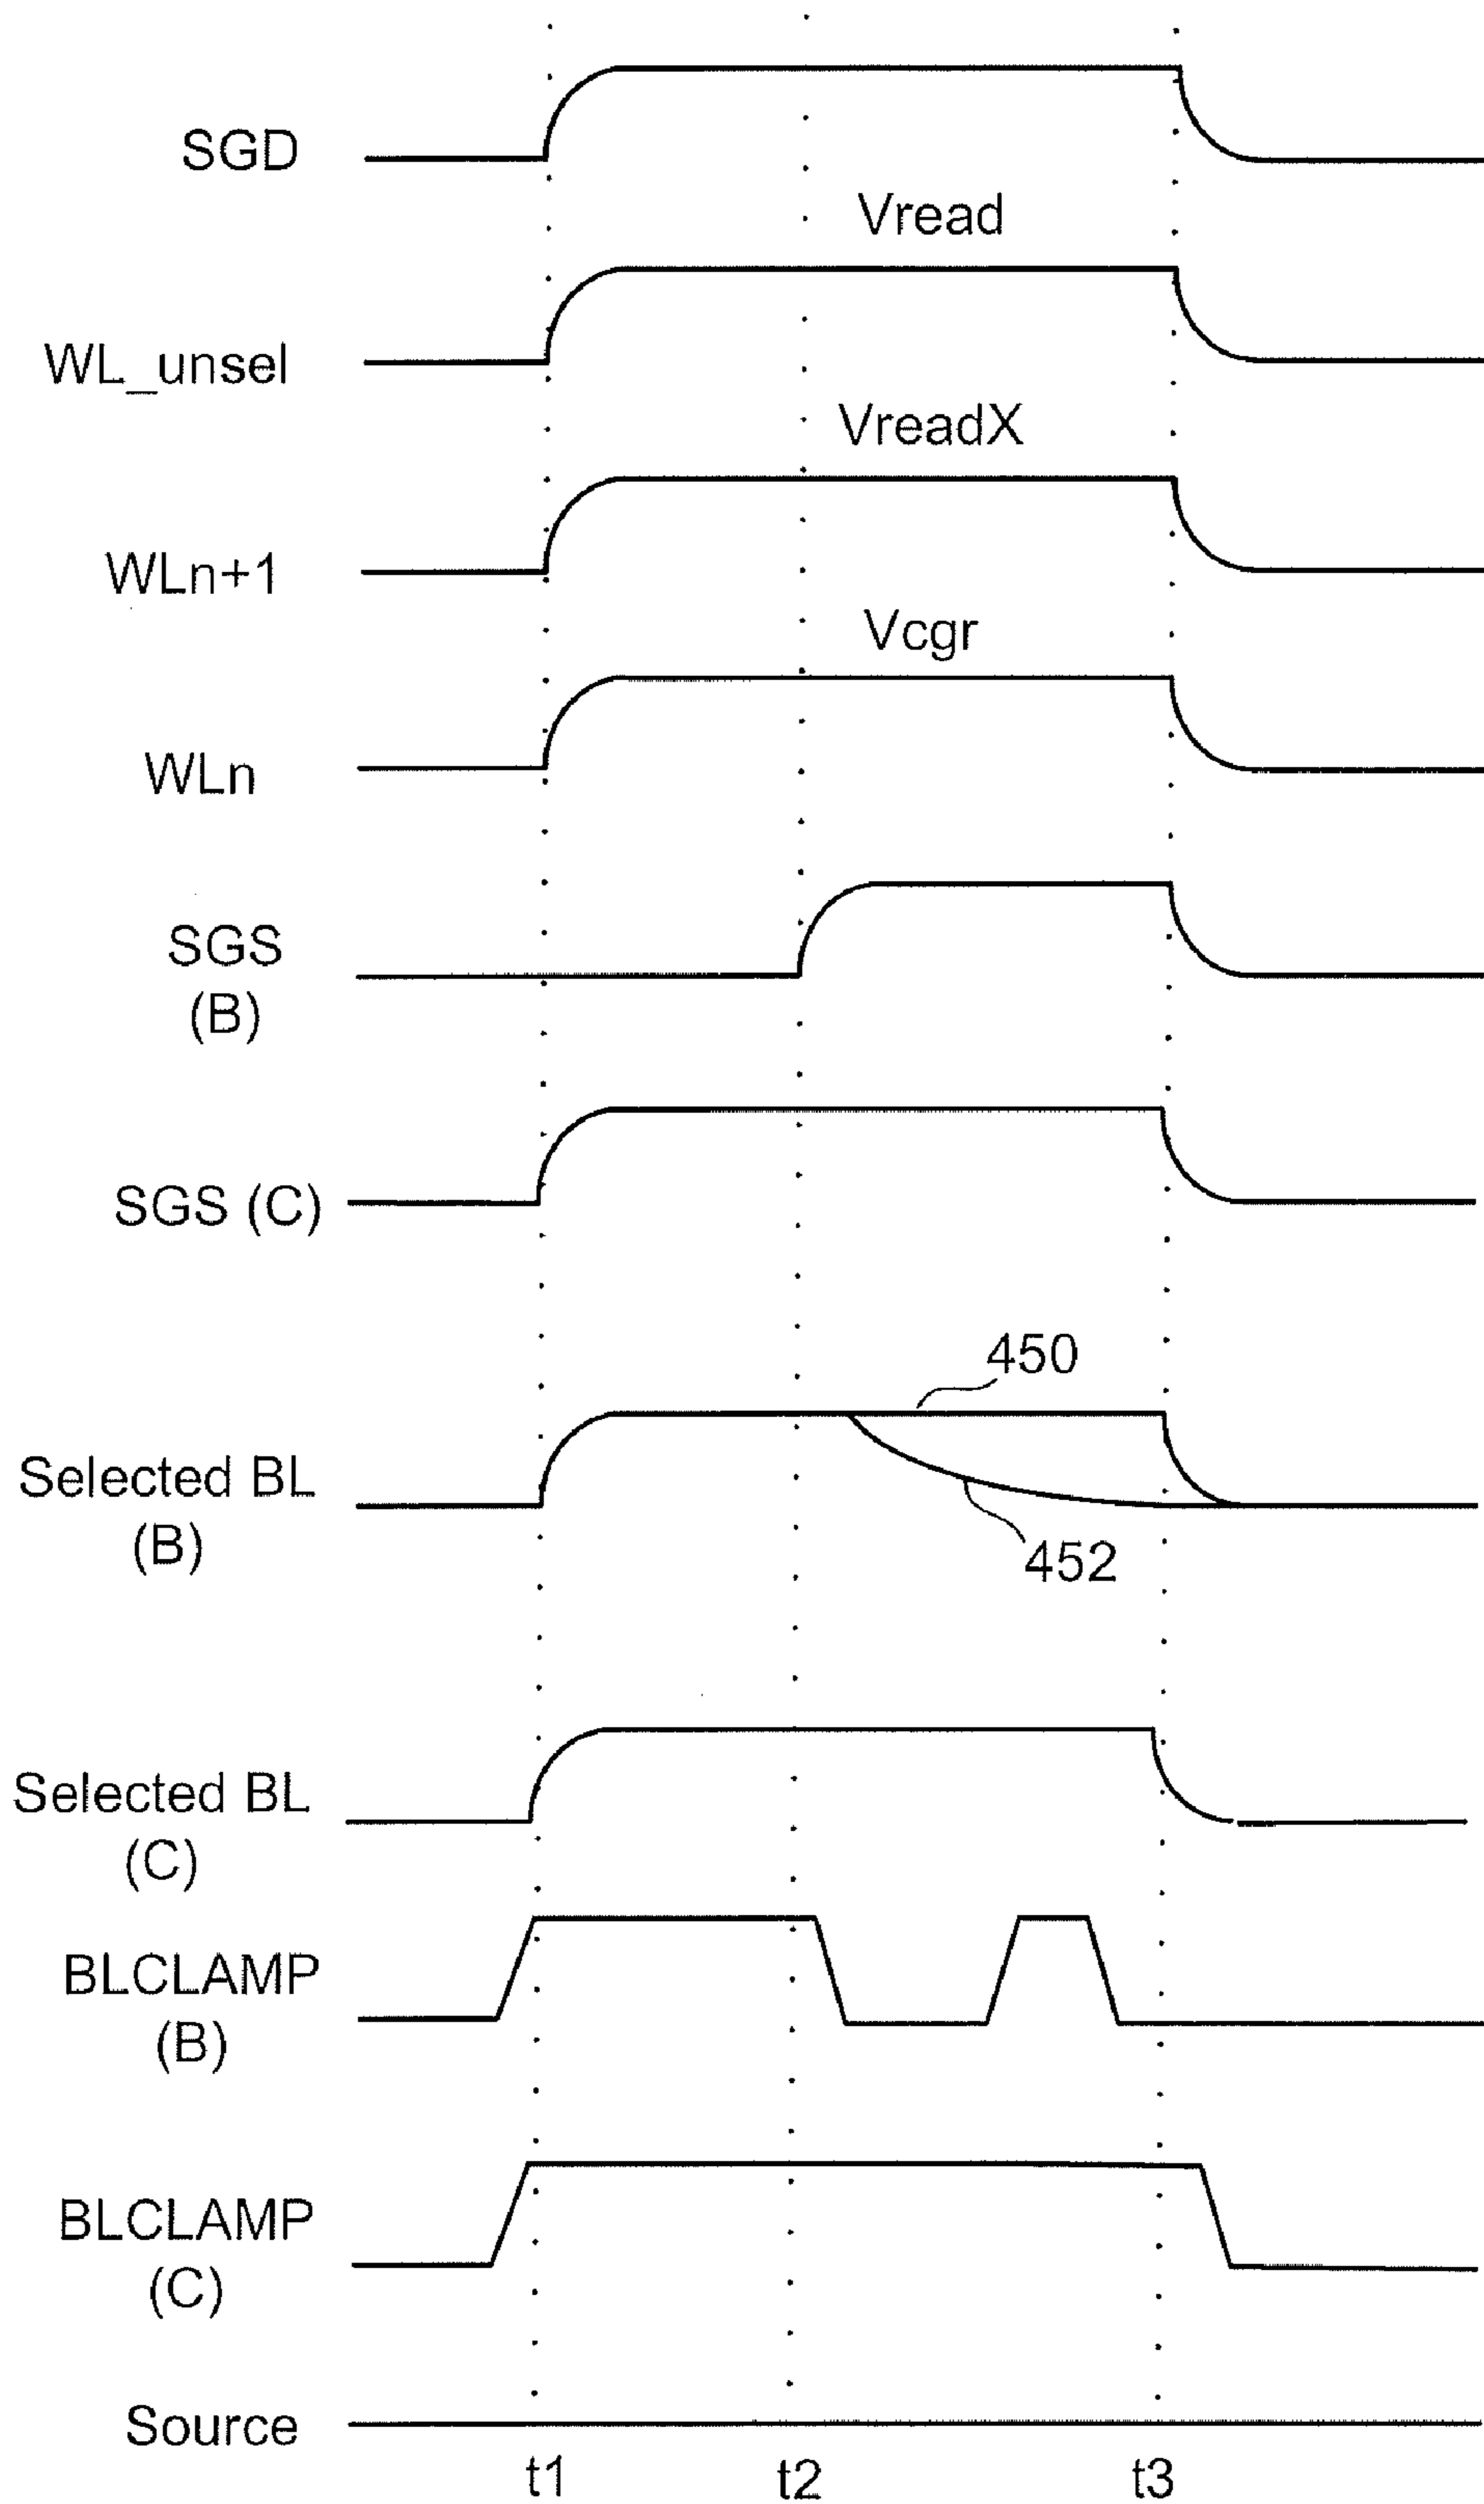 SGD
Vread
WL_unsel
VreadX
WLn+1
Vcgr
WLn
SGS
(B)
SGS (C)
450
Selected BL
(B)
452
Selected BL
(C)
BLCLAMP
(B)
BLCLAMP
(C)
Source
t1 t2 t3